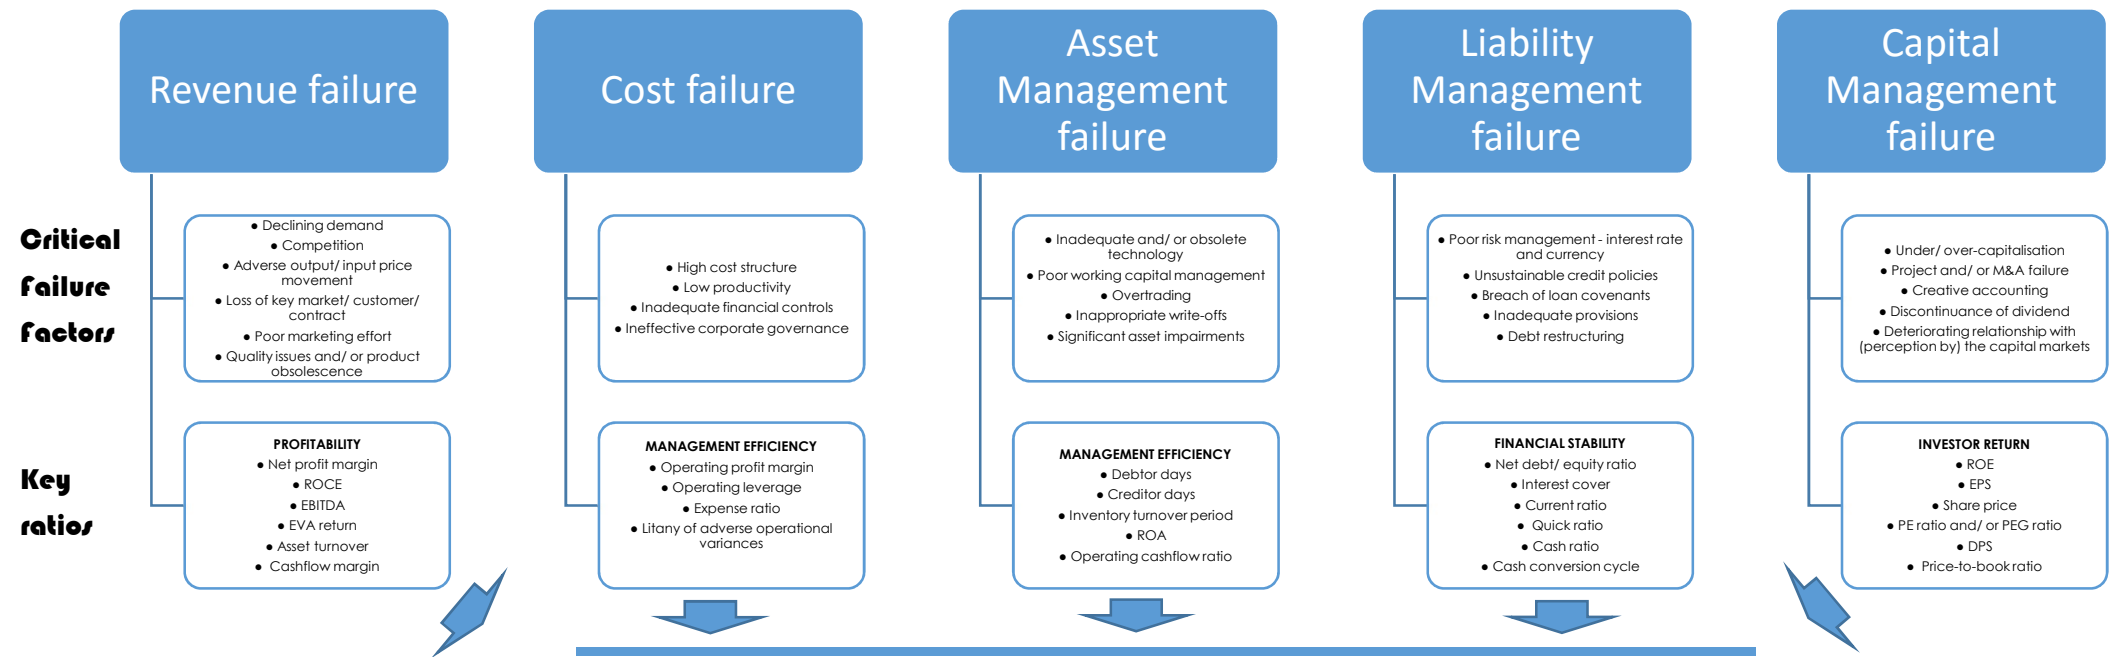 Revenue failure
Cost failure
Asset
Management
failure
Liability
Management
failure
Capital
Management
failure
Critical
Failure
Factors
● Declining demand
● Competition
● Adverse output/ input price
movement
● Loss of key market/ customer/
contract
● Poor marketing effort
● Quality issues and/ or product
obsolescence
● High cost structure
● Low productivity
● Inadequate financial controls
● Ineffective corporate governance
● Inadequate and/ or obsolete
technology
● Poor working capital management
● Overtrading
● Inappropriate write-offs
● Significant asset impairments
● Poor risk management - interest rate
and currency
● Unsustainable credit policies
● Breach of loan covenants
● Inadequate provisions
● Debt restructuring
● Under/ over-capitalisation
● Project and/ or M&A failure
● Creative accounting
● Discontinuance of dividend
● Deteriorating relationship with
(perception by) the capital markets
Key
ratios
PROFITABILITY
● Net profit margin
● ROCE
● EBITDA
● EVA return
● Asset turnover
● Cashflow margin
MANAGEMENT EFFICIENCY
● Operating profit margin
● Operating leverage
● Expense ratio
● Litany of adverse operational
variances
MANAGEMENT EFFICIENCY
● Debtor days
● Creditor days
● Inventory turnover period
● ROA
● Operating cashflow ratio
FINANCIAL STABILITY
● Net debt/ equity ratio
● Interest cover
● Current ratio
● Quick ratio
● Cash ratio
● Cash conversion cycle
INVESTOR RETURN
● ROE
● EPS
● Share price
● PE ratio and/ or PEG ratio
● DPS
● Price-to-book ratio